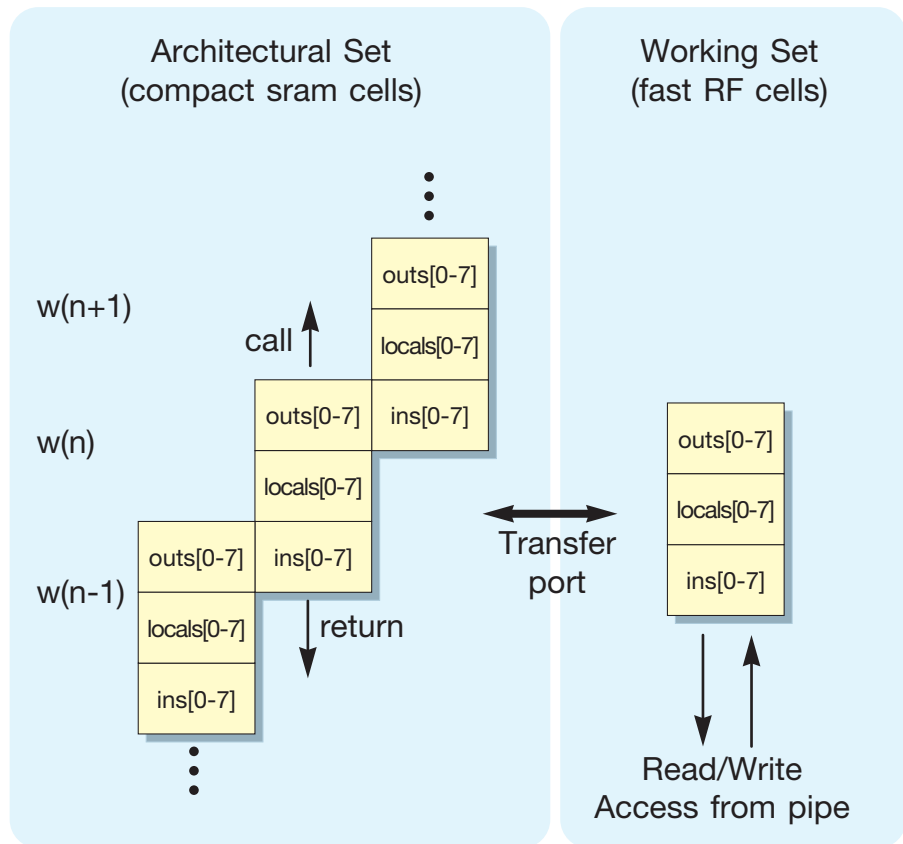 Architectural Set
(compact sram cells)
Working Set
(fast RF cells)
w(n+1)
outs[0-7]
locals[0-7]
ins[0-7]
call
w(n)
outs[0-7]
locals[0-7]
ins[0-7]
return
w(n-1)
outs[0-7]
locals[0-7]
ins[0-7]
Transfer
port
outs[0-7]
locals[0-7]
ins[0-7]
Read/Write
Access from pipe